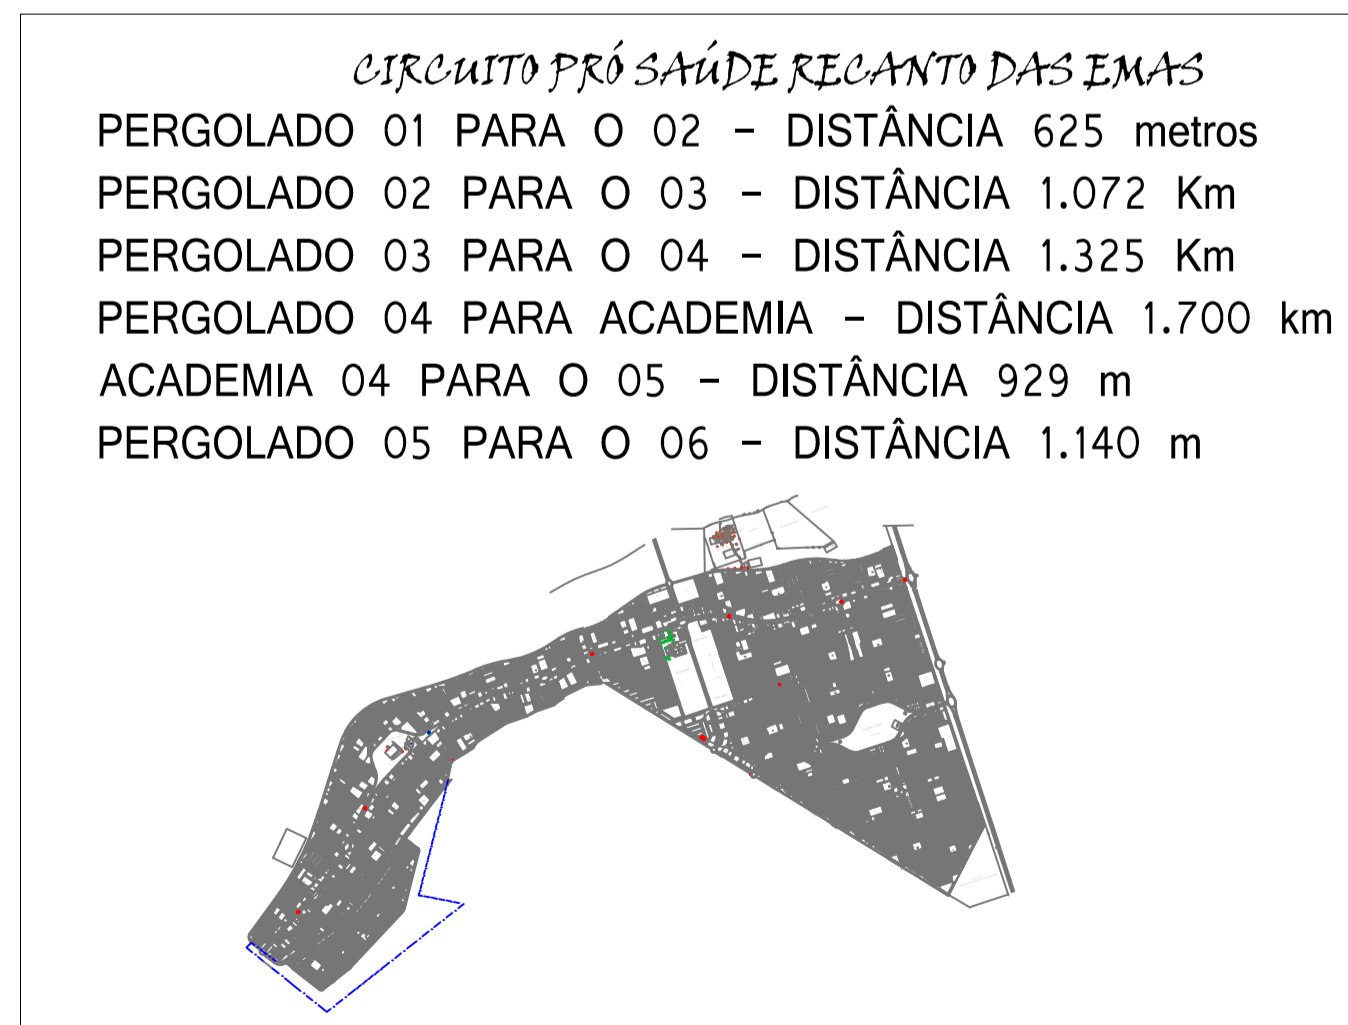 CIRCUITO PRÓ SAÚDE RECANTO DAS EMAS
PERGOLADO 01 PARA O 02 - DISTÂNCIA 625 metros
PERGOLADO 02 PARA O 03 - DISTÂNCIA 1.072 Km
PERGOLADO 03 PARA O 04 - DISTÂNCIA 1.325 Km
PERGOLADO 04 PARA ACADEMIA - DISTÂNCIA 1.700 km
ACADEMIA 04 PARA O 05 - DISTÂNCIA 929 m
PERGOLADO 05 PARA O 06 - DISTÂNCIA 1.140 m